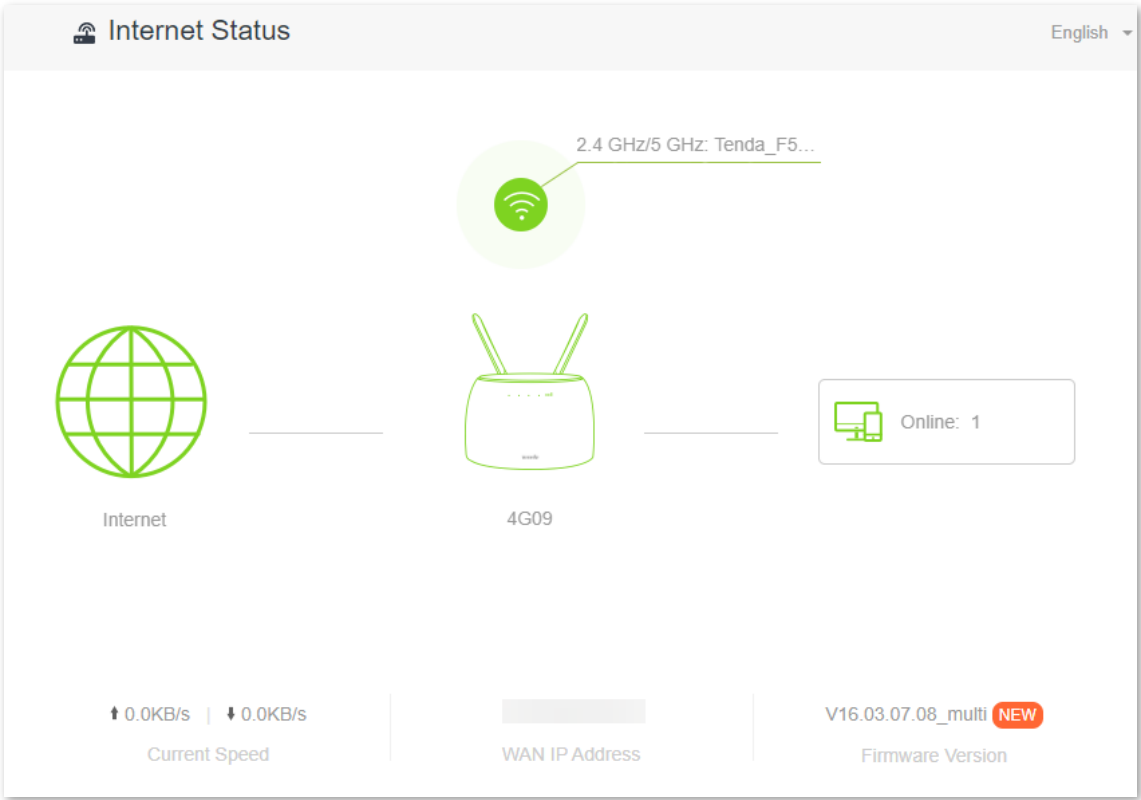 Internet Status
English
2.4 GHz/5 GHz: Tenda_F5...
Online: 1
Internet
4G09
0.0KB/s | 0.0KB/s
V16.03.07.08_multi NEW
Current Speed
WAN IP Address
Firmware Version